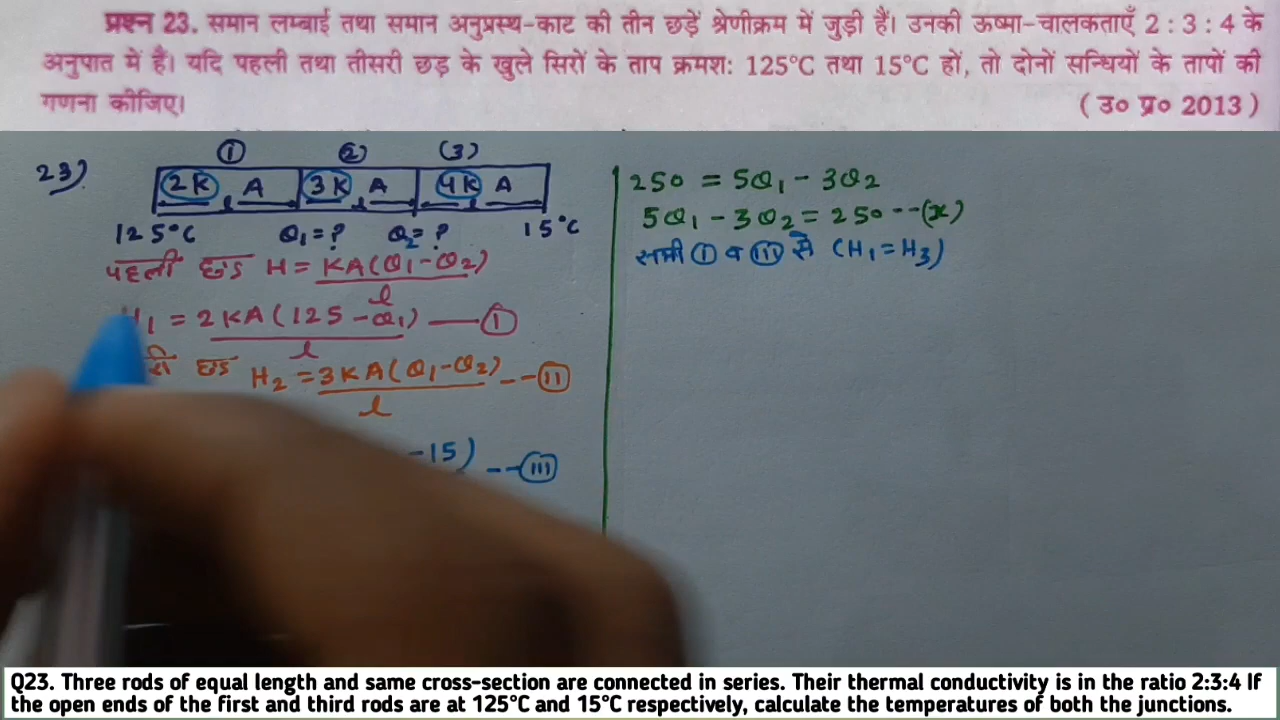 प्रश्न 23. समान लम्बाई तथा समान अनुप्रस्थ-काट की तीन छड़ें श्रेणीक्रम में जुड़ी हैं। उनकी ऊष्मा-चालकताएँ 2 : 3 : 4 के
अनुपात में है। यदि पहली तथा तीसरी छड़ के खुले सिरों के ताप क्रमश: 125°C तथा 15°C हों, तो दोनों सन्धियों के तापों की
गणना कीजिए।
( उ० प्र० 2013 )
23)
① ② (3)
2K A 3K A 4K A
l l l
125°C θ1=? θ2=? 15°C
पहली छड H = KA(θ1-θ2)
l
H1 = 2KA(125-θ1) — Ⓘ
l
छड H2 = 3KA(θ1-θ2) -- (II)
l
-15) -- (III)
250 = 5θ1 - 3θ2
5θ1 - 3θ2 = 250 --(x)
समी Ⓘ व (III) से (H1=H3)
Q23. Three rods of equal length and same cross-section are connected in series. Their thermal conductivity is in the ratio 2:3:4 If
the open ends of the first and third rods are at 125°C and 15°C respectively, calculate the temperatures of both the junctions.